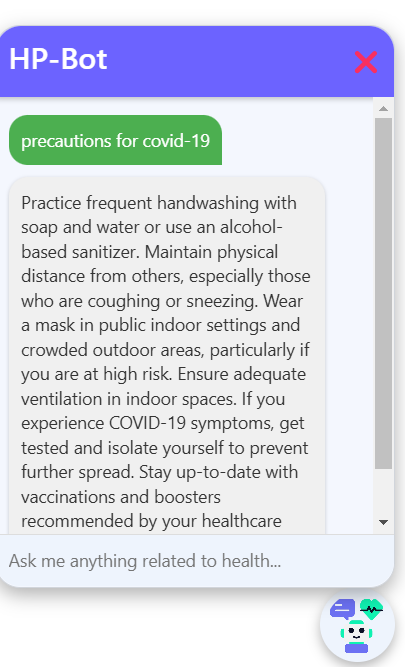 HP-Bot
precautions for covid-19
Practice frequent handwashing with
soap and water or use an alcohol-
based sanitizer. Maintain physical
distance from others, especially those
who are coughing or sneezing. Wear
a mask in public indoor settings and
crowded outdoor areas, particularly if
you are at high risk. Ensure adequate
ventilation in indoor spaces. If you
experience COVID-19 symptoms, get
tested and isolate yourself to prevent
further spread. Stay up-to-date with
vaccinations and boosters
recommended by your healthcare
Ask me anything related to health...